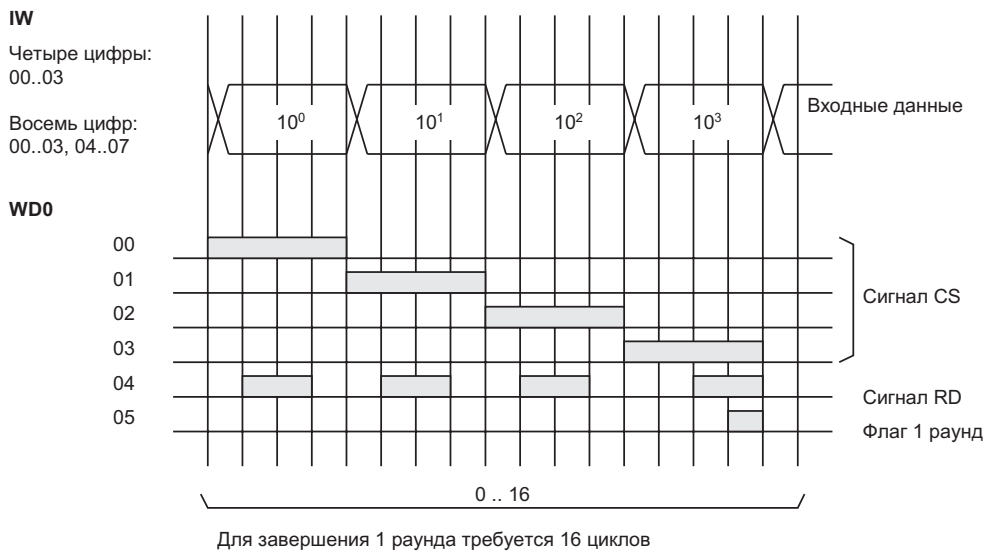 IW
Четыре цифры:
00..03
Восемь цифр:
00..03, 04..07
10⁰
10¹
10²
10³
Входные данные
WD0
00
01
02
03
04
05
Сигнал CS
Сигнал RD
Флаг 1 раунд
0 .. 16
Для завершения 1 раунда требуется 16 циклов